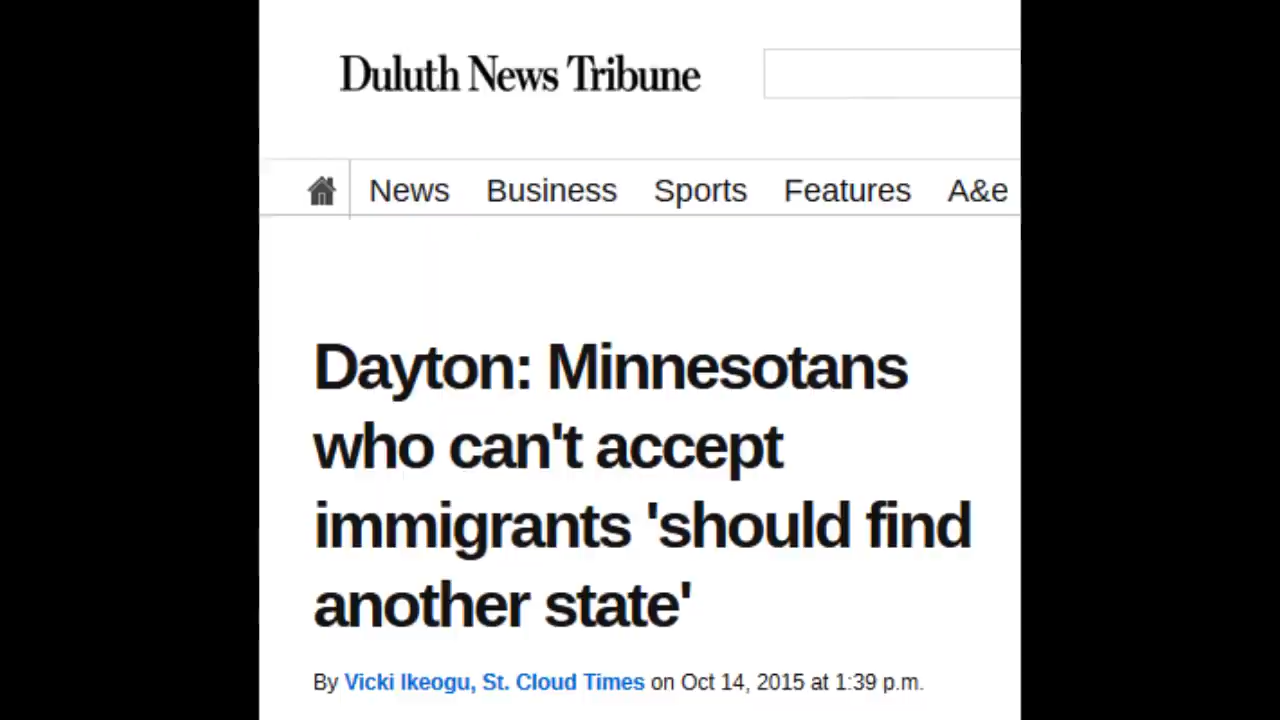 Duluth News Tribune
News Business Sports Features A&e
Dayton: Minnesotans
who can't accept
immigrants 'should find
another state'
By Vicki Ikeogu, St. Cloud Times on Oct 14, 2015 at 1:39 p.m.